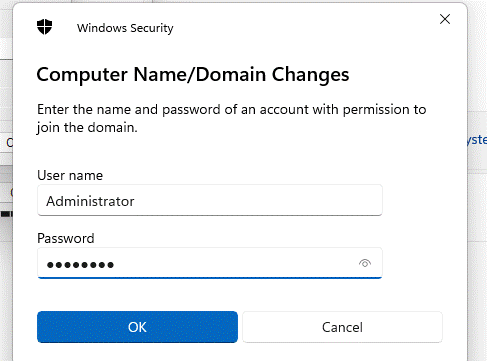 Windows Security
Computer Name/Domain Changes
Enter the name and password of an account with permission to
join the domain.
User name
Administrator
Password
●●●●●●●●
OK
Cancel